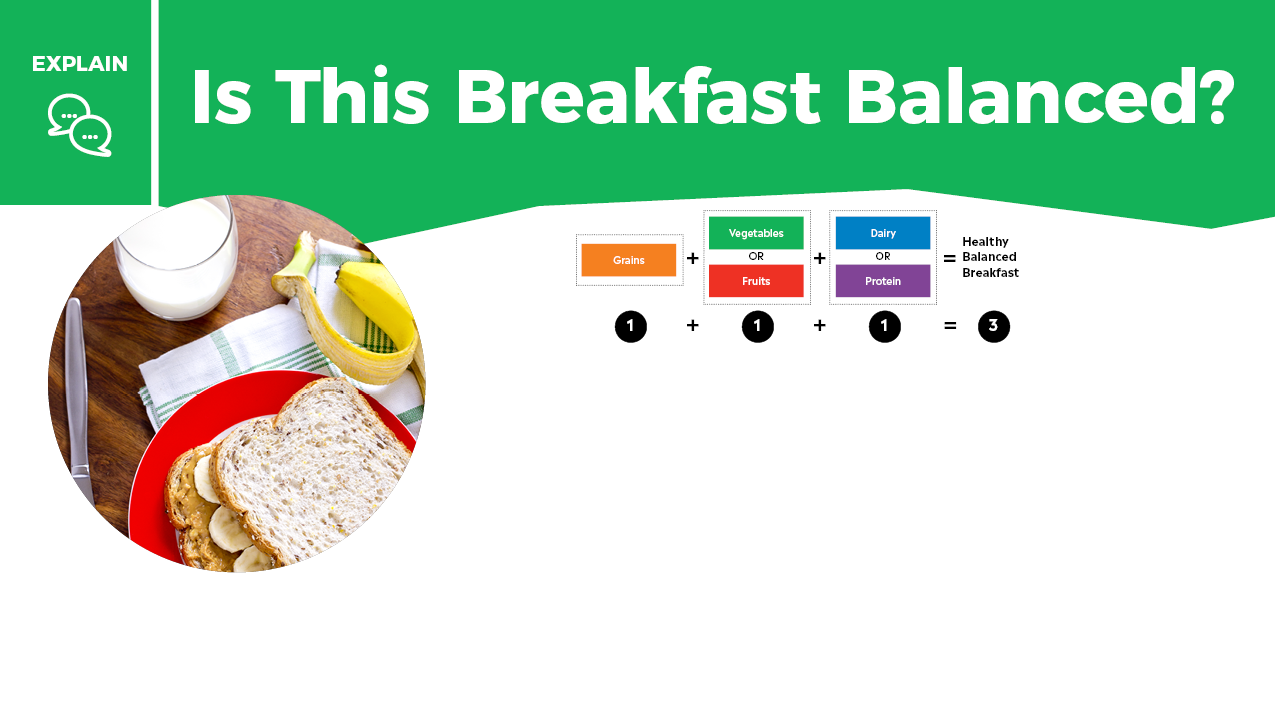 EXPLAIN
Is This Breakfast Balanced?
Grains
+
Vegetables
OR
Fruits
+
Dairy
OR
Protein
=
Healthy
Balanced
Breakfast
1 + 1 + 1 = 3